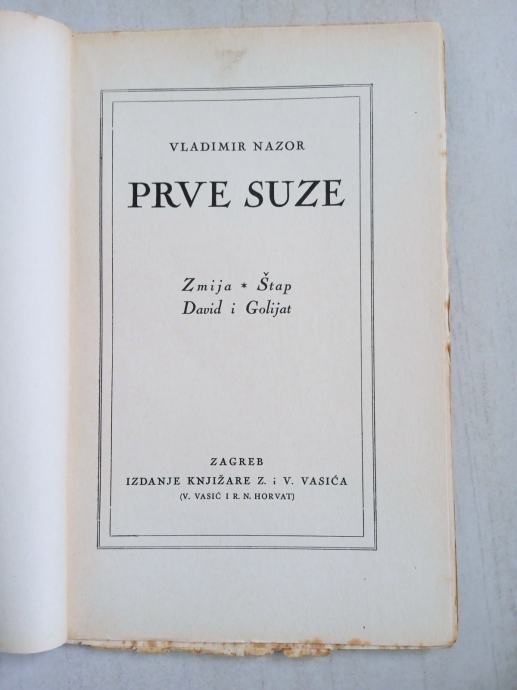 VLADIMIR NAZOR
PRVE SUZE
Zmija * Štap
David i Golijat
ZAGREB
IZDANJE KNJIŽARE Z. i V. VASIĆA
(V. VASIĆ I R. N. HORVAT)